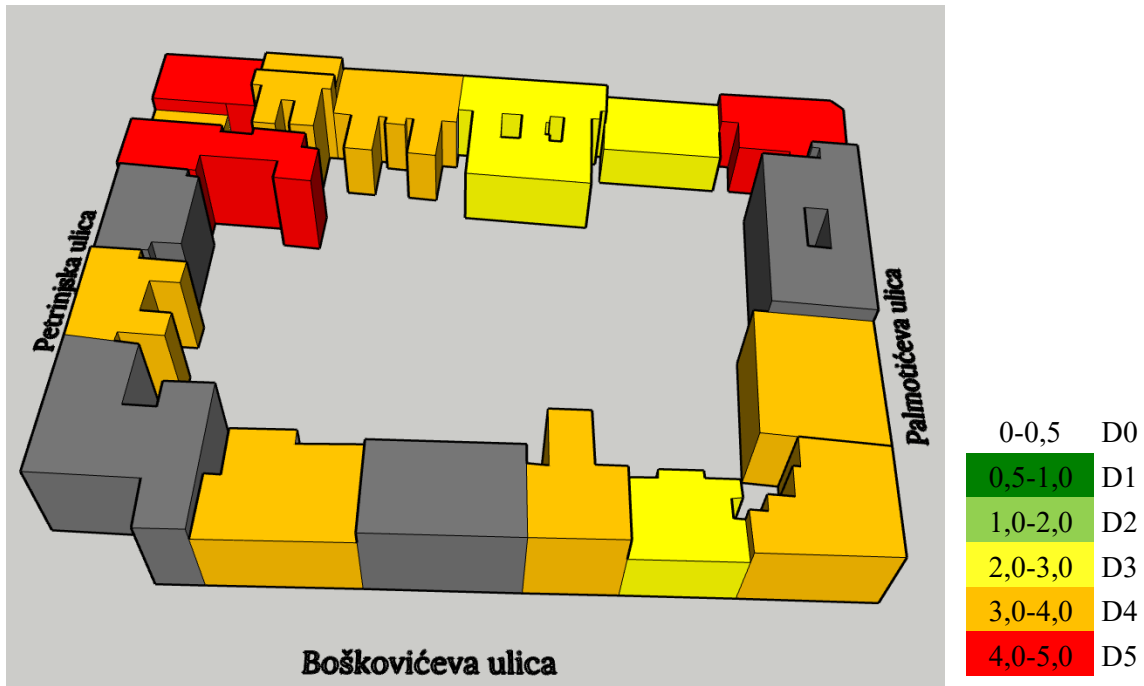 Petrinjska ulica
Palmotićeva ulica
Boškovićeva ulica
0-0,5 D0
0,5-1,0 D1
1,0-2,0 D2
2,0-3,0 D3
3,0-4,0 D4
4,0-5,0 D5